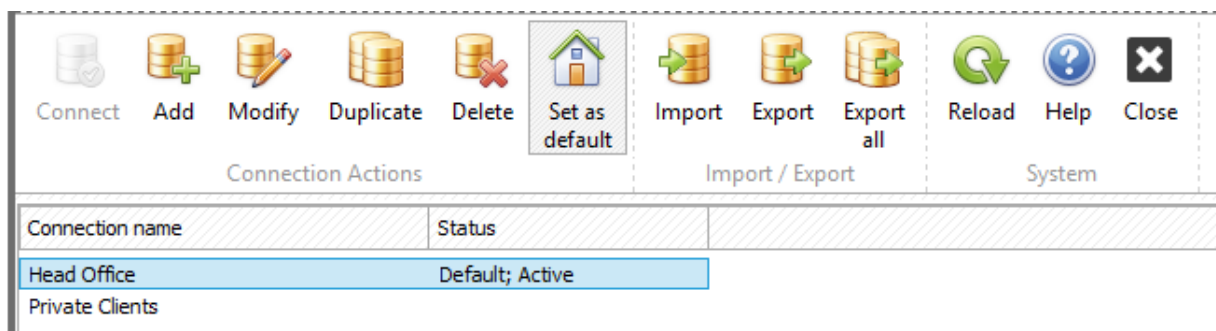 Connect Add Modify Duplicate Delete Set as default Import Export Export all Reload Help Close
Connection Actions Import / Export System
Connection name Status
Head Office Default; Active
Private Clients